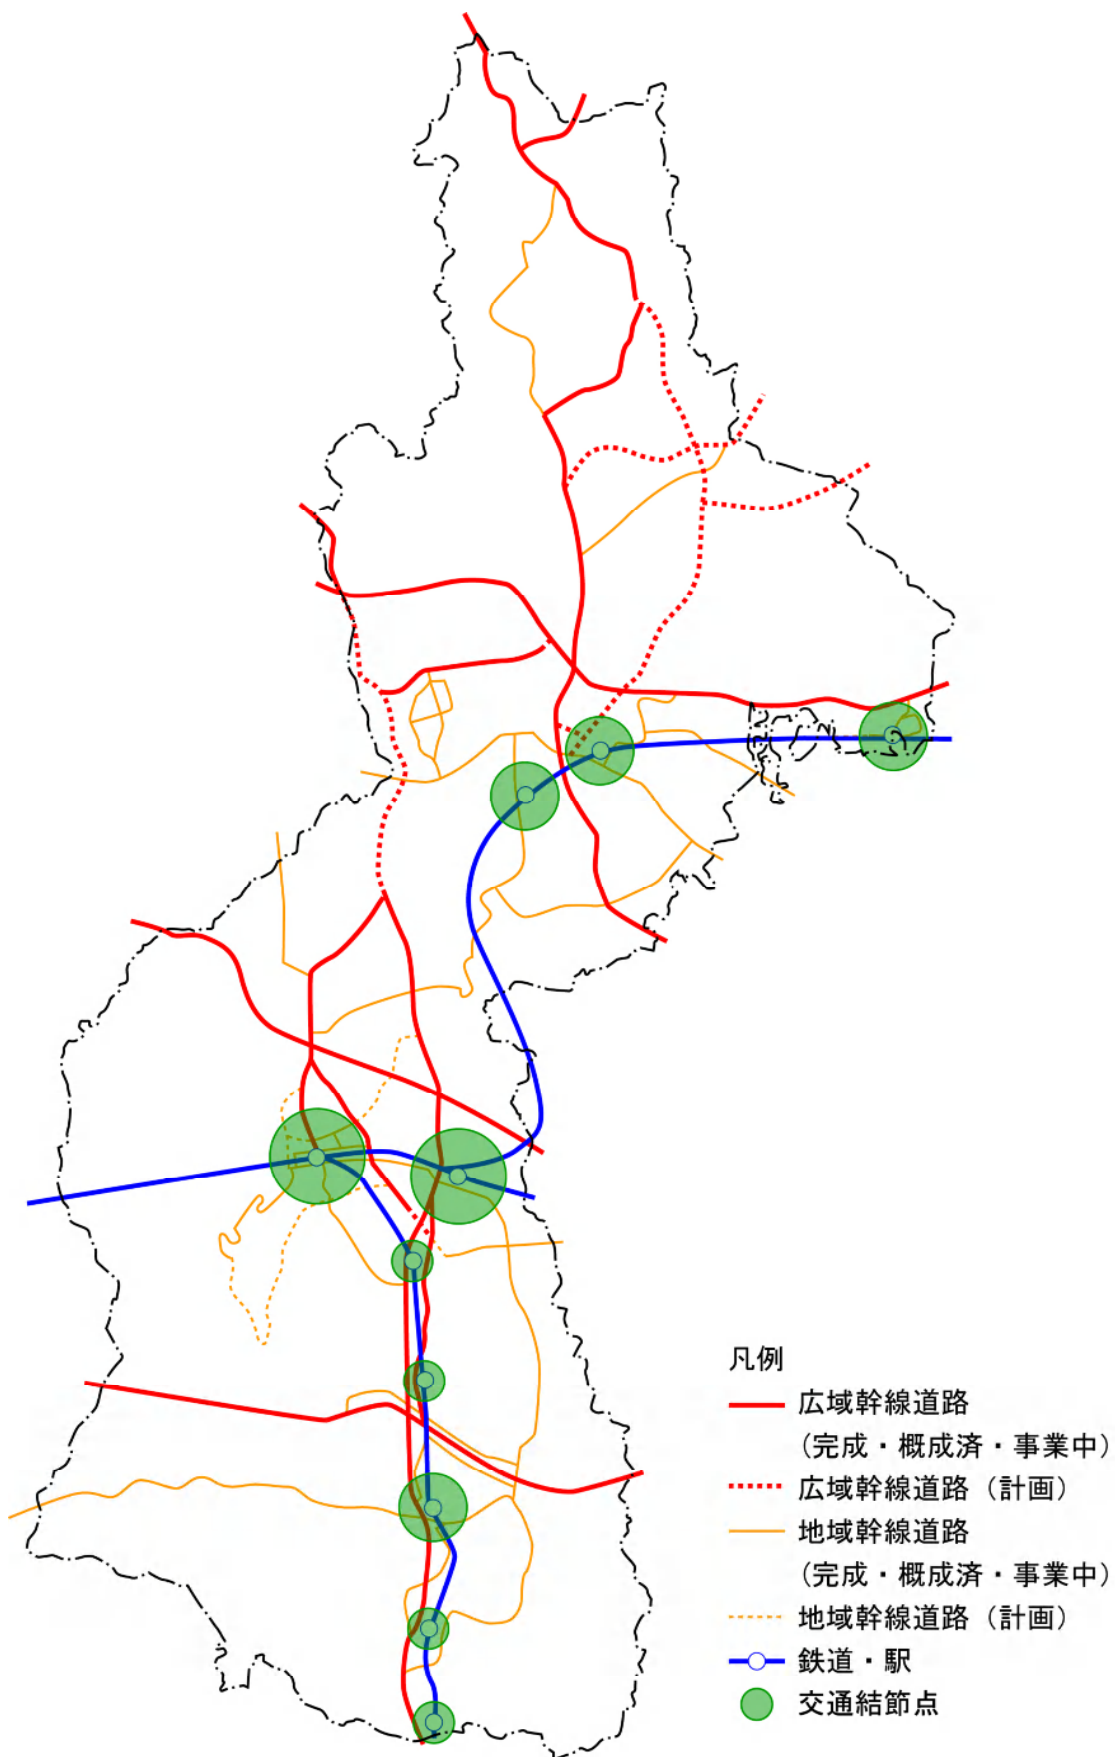 凡例
広域幹線道路
(完成・概成済・事業中)
広域幹線道路（計画）
地域幹線道路
(完成・概成済・事業中)
地域幹線道路（計画）
鉄道・駅
交通結節点